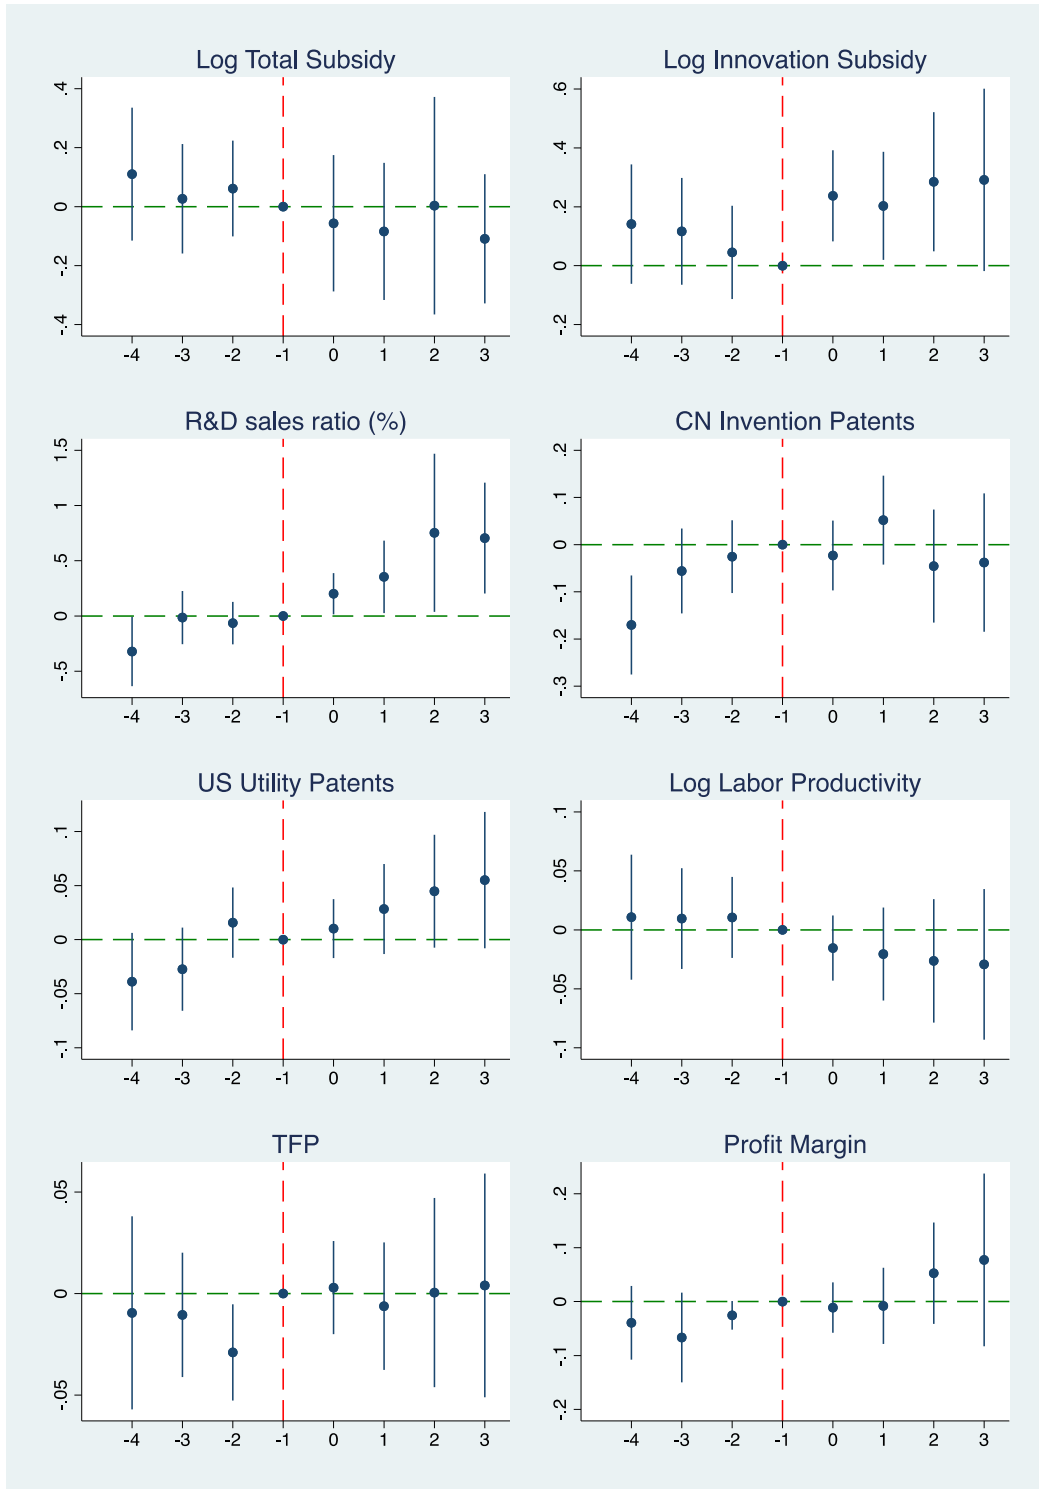 Log Total Subsidy
.4
.2
0
-.2
-.4
-4 -3 -2 -1 0 1 2 3
Log Innovation Subsidy
.6
.4
.2
0
-.2
-4 -3 -2 -1 0 1 2 3
R&D sales ratio (%)
1.5
1
.5
0
-.5
-4 -3 -2 -1 0 1 2 3
CN Invention Patents
.2
.1
0
-.1
-.2
-.3
-4 -3 -2 -1 0 1 2 3
US Utility Patents
.1
.05
0
-.05
-.1
-4 -3 -2 -1 0 1 2 3
Log Labor Productivity
.1
.05
0
-.05
-.1
-4 -3 -2 -1 0 1 2 3
TFP
.05
0
-.05
-4 -3 -2 -1 0 1 2 3
Profit Margin
.2
.1
0
-.1
-.2
-4 -3 -2 -1 0 1 2 3